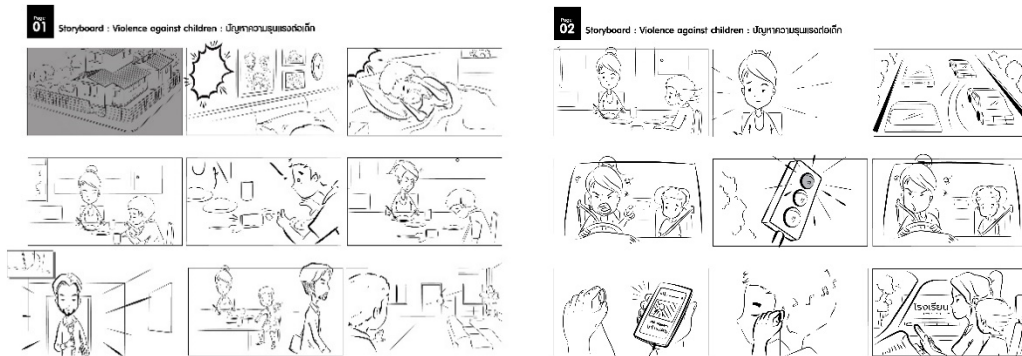 Page
01
Storyboard : Violence against children : ปัญหาความรุนแรงต่อเด็ก
Page
02
Storyboard : Violence against children : ปัญหาความรุนแรงต่อเด็ก
โรงเรียน